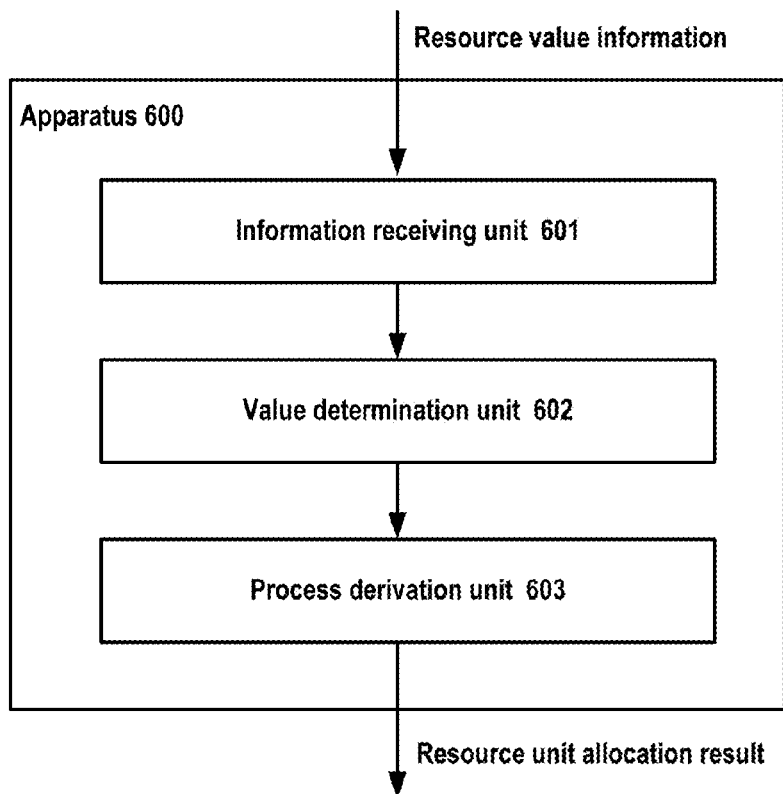 Resource value information
Apparatus 600
Information receiving unit 601
Value determination unit 602
Process derivation unit 603
Resource unit allocation result